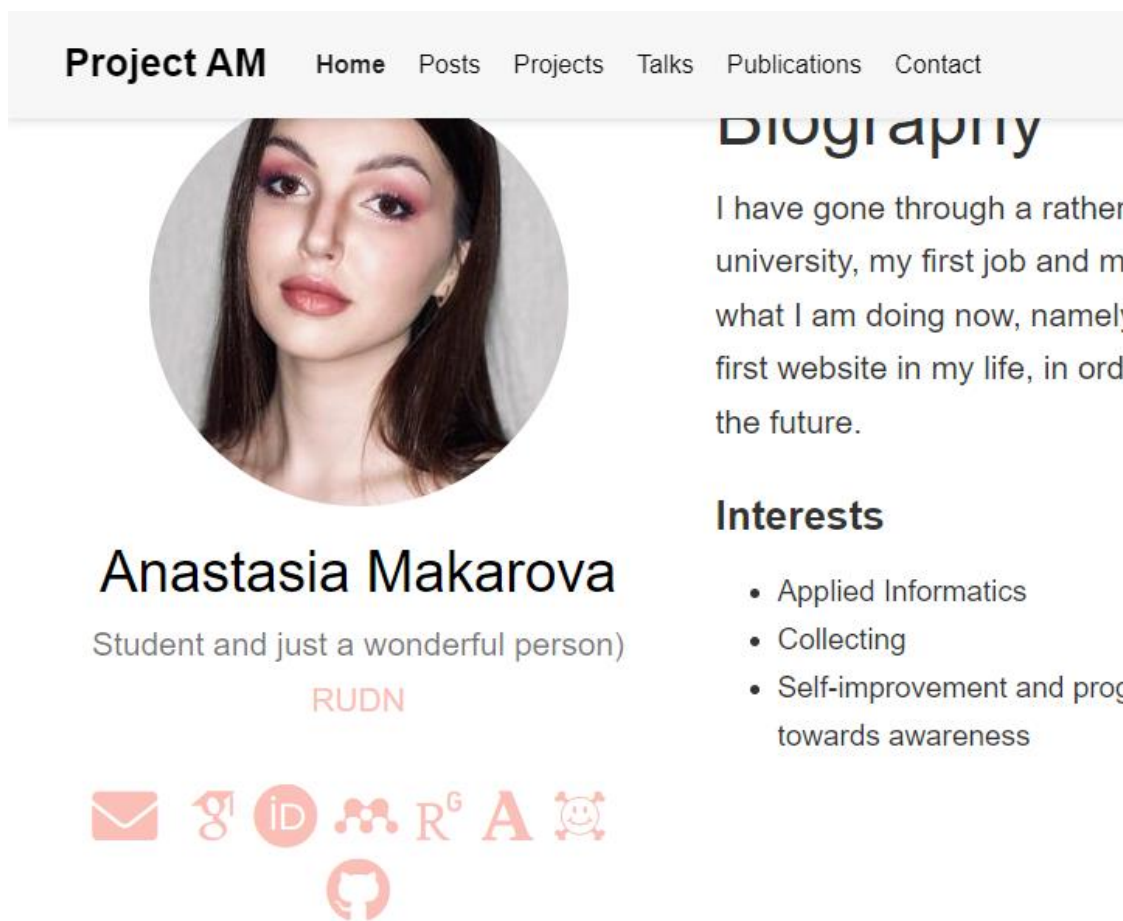 Project AM Home Posts Projects Talks Publications Contact
Anastasia Makarova
Student and just a wonderful person)
RUDN
Biography
I have gone through a rather
university, my first job and m
what I am doing now, namely
first website in my life, in ord
the future.
Interests
Applied Informatics
Collecting
Self-improvement and prog
towards awareness